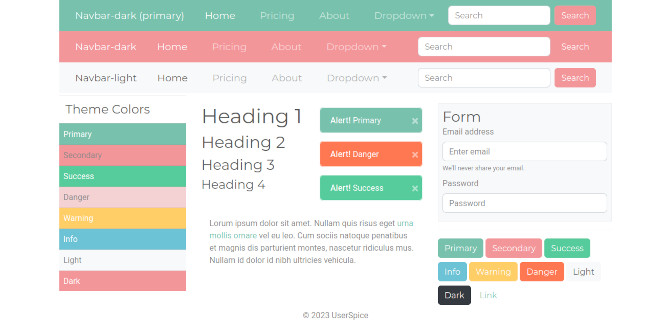 Navbar-dark (primary) Home Pricing About Dropdown Search Search
Navbar-dark Home Pricing About Dropdown Search Search
Navbar-light Home Pricing About Dropdown Search Search
Theme Colors
Primary
Secondary
Success
Danger
Warning
Info
Light
Dark
Heading 1
Heading 2
Heading 3
Heading 4
Alert! Primary ×
Alert! Danger ×
Alert! Success ×
Lorum ipsum dolor sit amet. Nullam quis risus eget urna
mollis ornare vel eu leo. Cum sociis natoque penatibus
et magnis dis parturient montes, nascetur ridiculus mus.
Nullam id dolor id nibh ultricies vehicula.
Form
Email address
Enter email
We'll never share your email.
Password
Password
Primary Secondary Success
Info Warning Danger Light
Dark Link
© 2023 UserSpice